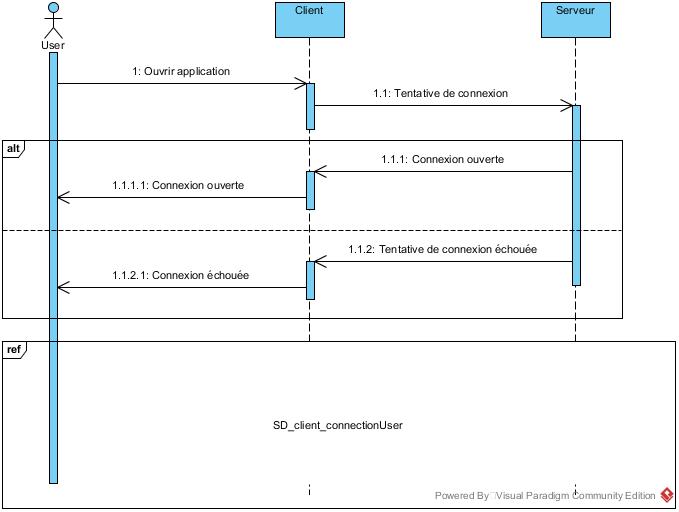 Client
Serveur
User
1: Ouvrir application
1.1: Tentative de connexion
alt
1.1.1: Connexion ouverte
1.1.1.1: Connexion ouverte
1.1.2: Tentative de connexion échouée
1.1.2.1: Connexion échouée
ref
SD_client_connectionUser
Powered By Visual Paradigm Community Edition